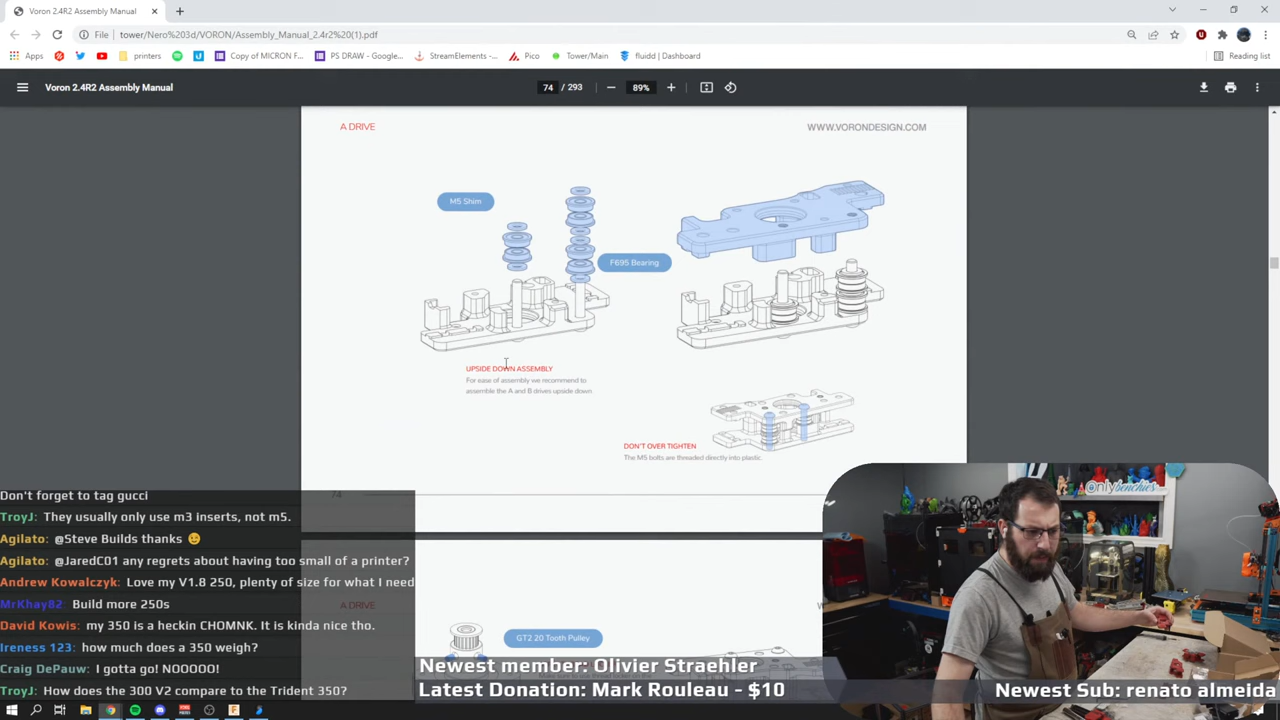 Voron 2.4R2 Assembly Manual
File
tower/Nero%203d/VORON/Assembly_Manual_2.4r2%20(1).pdf
Apps
printers
Copy of MICRON F...
PS DRAW - Google...
StreamElements -...
Pico
Tower/Main
fluidd | Dashboard
Reading list
Voron 2.4R2 Assembly Manual
74 / 293
89%
A DRIVE
WWW.VORONDESIGN.COM
M5 Shim
F695 Bearing
UPSIDE DOWN ASSEMBLY
For ease of assembly we recommend to
assemble the A and B drives upside down.
DON'T OVER TIGHTEN
The M5 bolts are threaded directly into plastic.
74
@onlybenchies
Don't forget to tag gucci
TroyJ: They usually only use m3 inserts, not m5.
Agilato: @Steve Builds thanks
Agilato: @JaredC01 any regrets about having too small of a printer?
Andrew Kowalczyk: Love my V1.8 250, plenty of size for what I need
MrKhay82: Build more 250s
David Kowis: my 350 is a heckin CHOMNK. It is kinda nice tho.
Ireness 123: how much does a 350 weigh?
Craig DePauw: I gotta go! NOOOOO!
TroyJ: How does the 300 V2 compare to the Trident 350?
A DRIVE
GT2 20 Tooth Pulley
Newest member: Olivier Straehler
Latest Donation: Mark Rouleau - $10
Newest Sub: renato almeida